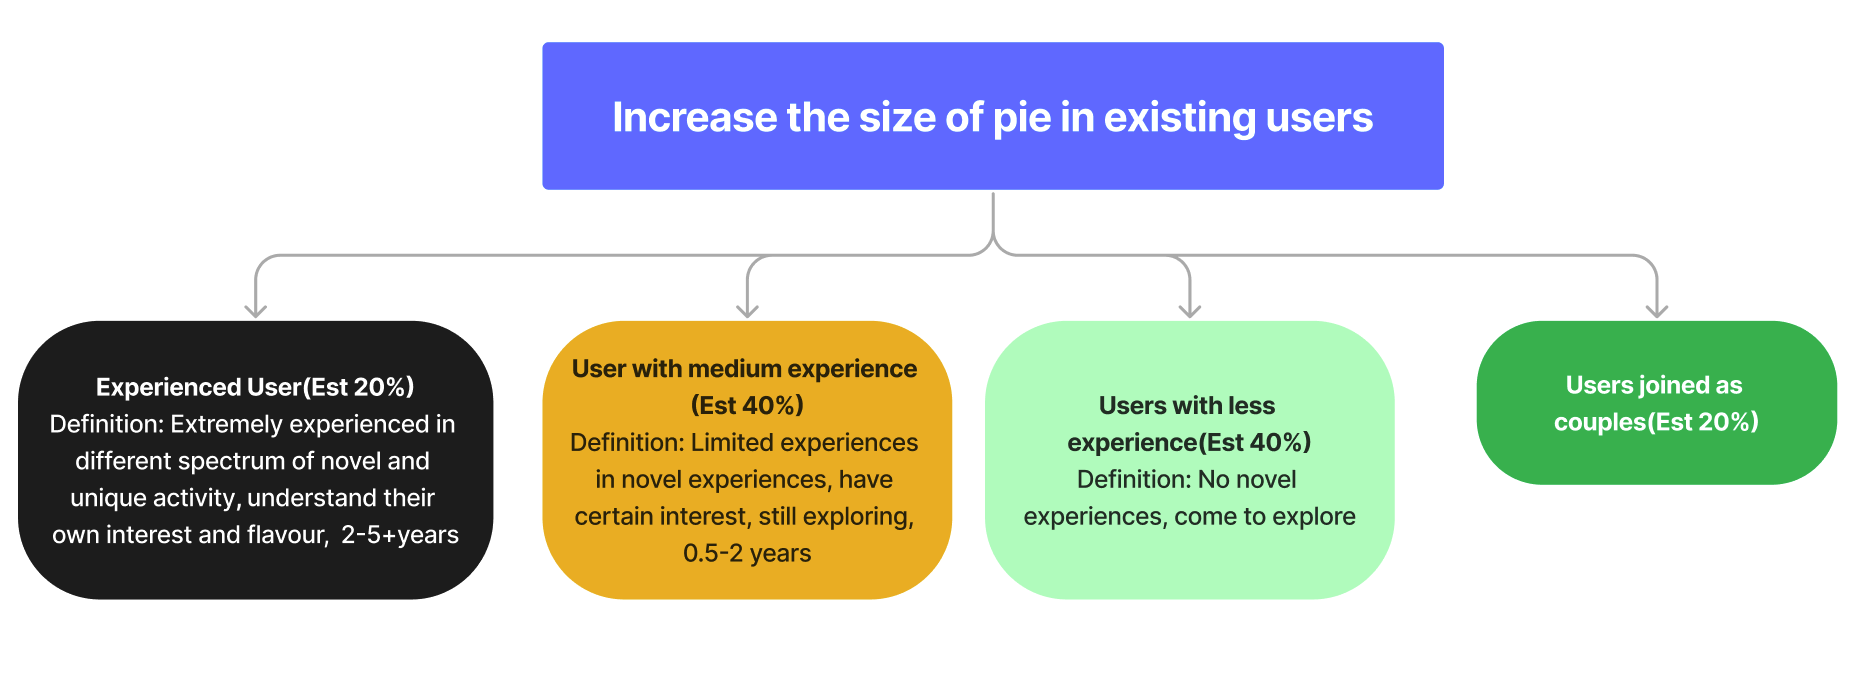 Increase the size of pie in existing users
Experienced User(Est 20%)
Definition: Extremely experienced in
different spectrum of novel and
unique activity, understand their
own interest and flavour,  2-5+years
User with medium experience
(Est 40%)
Definition: Limited experiences
in novel experiences, have
certain interest, still exploring,
0.5-2 years
Users with less
experience(Est 40%)
Definition: No novel
experiences, come to explore
Users joined as
couples(Est 20%)